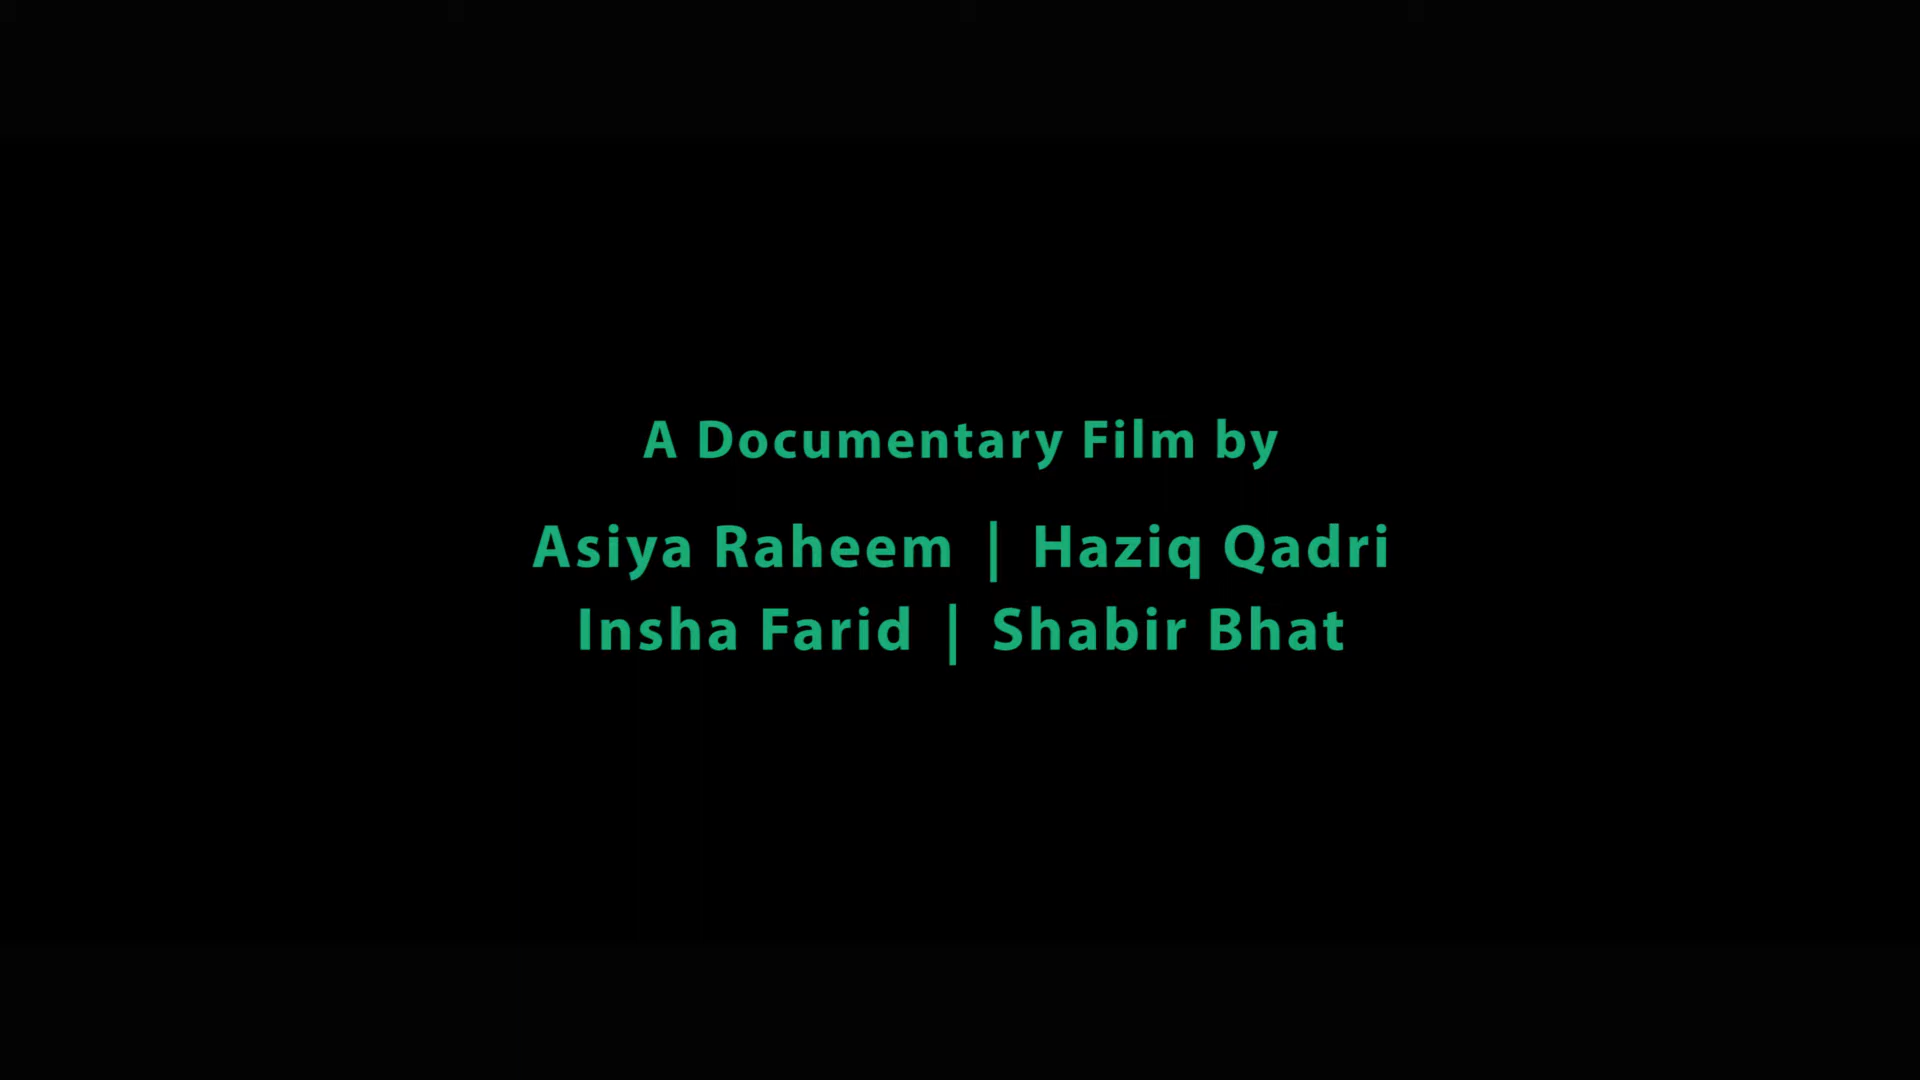 A Documentary Film by
Asiya Raheem | Haziq Qadri
Insha Farid | Shabir Bhat